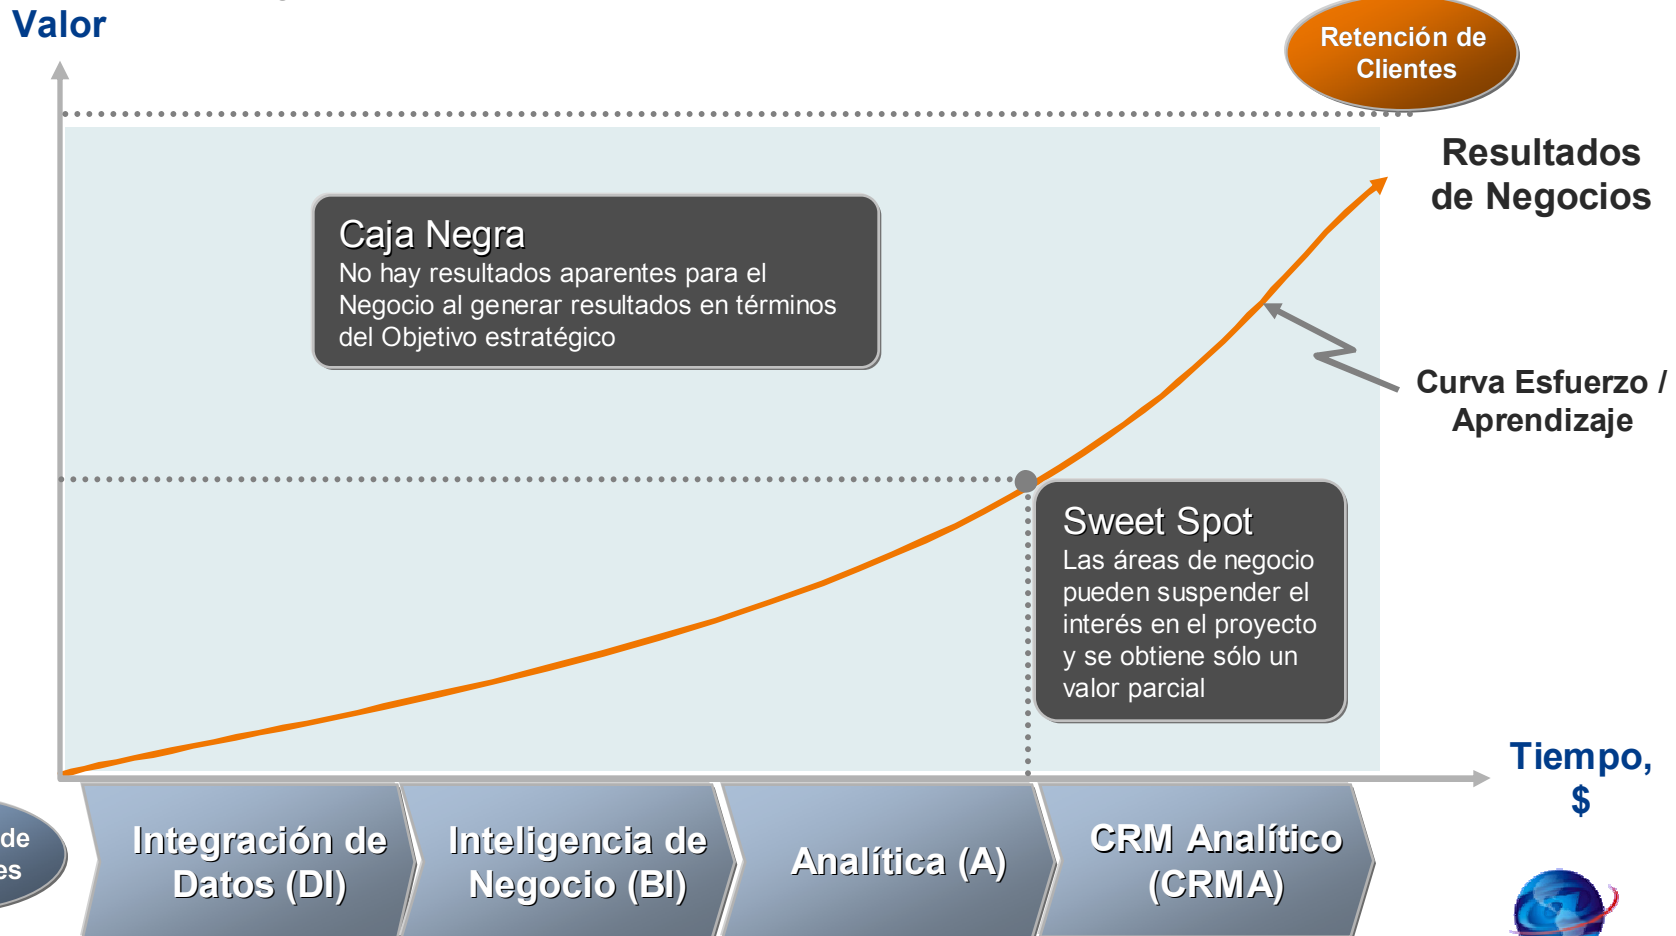 Valor
Retención de
Clientes
Resultados
de Negocios
Caja Negra
No hay resultados aparentes para el
Negocio al generar resultados en términos
del Objetivo estratégico
Curva Esfuerzo /
Aprendizaje
Sweet Spot
Las áreas de negocio
pueden suspender el
interés en el proyecto
y se obtiene sólo un
valor parcial
Tiempo,
$
de
es
Integración de
Datos (DI)
Inteligencia de
Negocio (BI)
Analítica (A)
CRM Analítico
(CRMA)